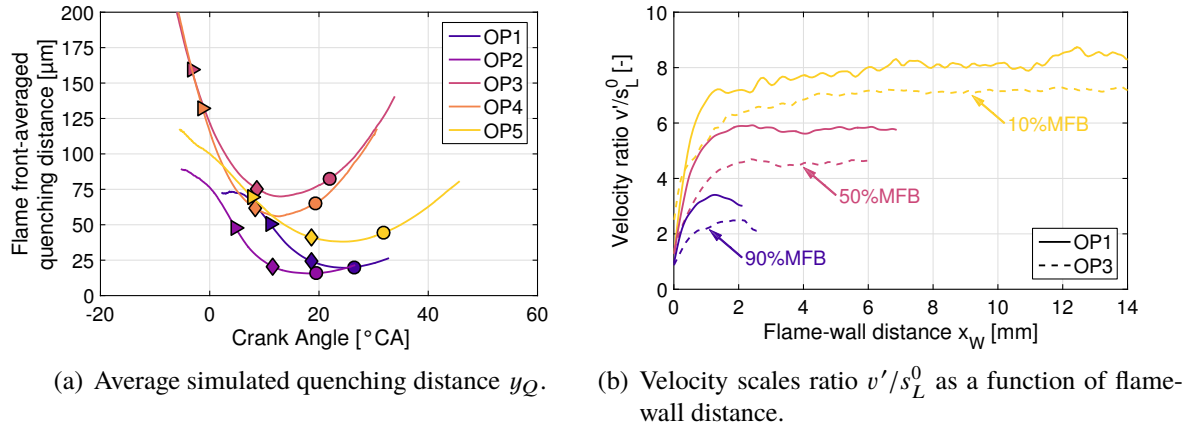 Flame front-averaged
quenching distance [µm]
200
175
150
125
100
75
50
25
0
-20
0
20
40
60
Crank Angle [°CA]
OP1
OP2
OP3
OP4
OP5
(a) Average simulated quenching distance y_Q.
Velocity ratio v'/s_L^0 [-]
10
8
6
4
2
0
0
2
4
6
8
10
12
14
Flame-wall distance x_W [mm]
10%MFB
50%MFB
90%MFB
OP1
OP3
(b) Velocity scales ratio v′/s_L^0 as a function of flame-
wall distance.